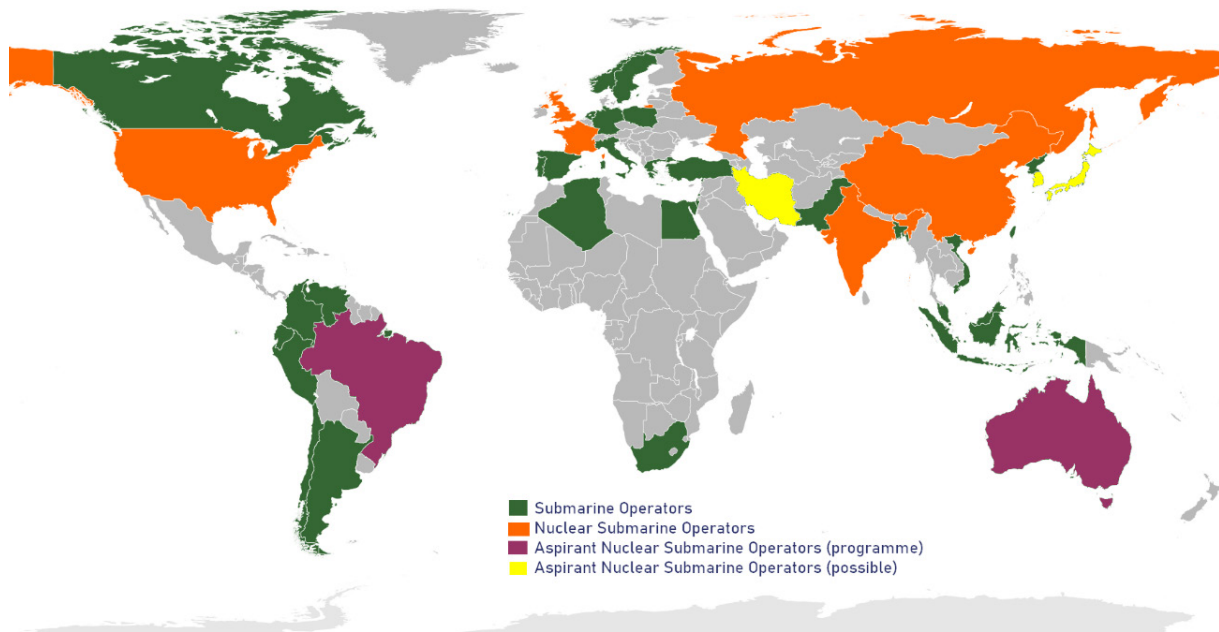 Submarine Operators
Nuclear Submarine Operators
Aspirant Nuclear Submarine Operators (programme)
Aspirant Nuclear Submarine Operators (possible)